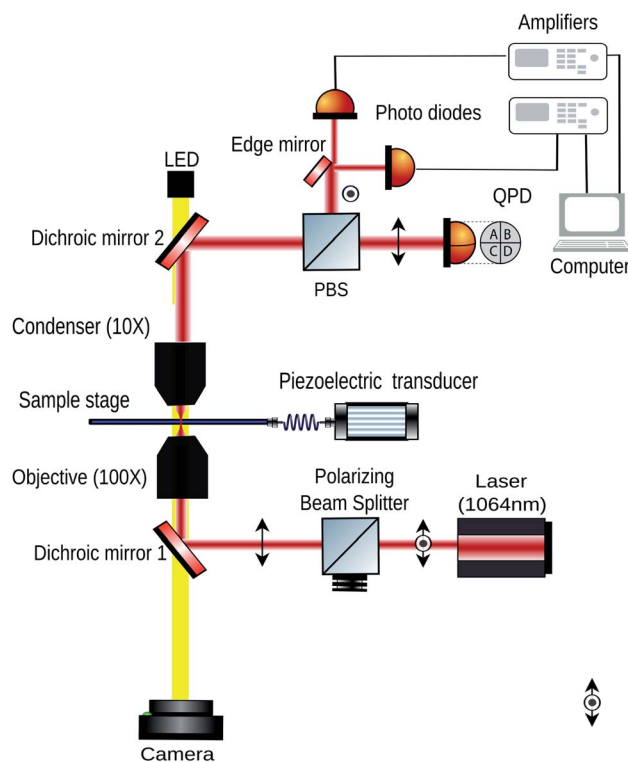 Amplifiers
Photo diodes
Edge mirror
LED
QPD
A B
C D
Dichroic mirror 2
Computer
PBS
Condenser (10X)
Sample stage
Piezoelectric transducer
Objective (100X)
Polarizing
Beam Splitter
Laser
(1064nm)
Dichroic mirror 1
Camera